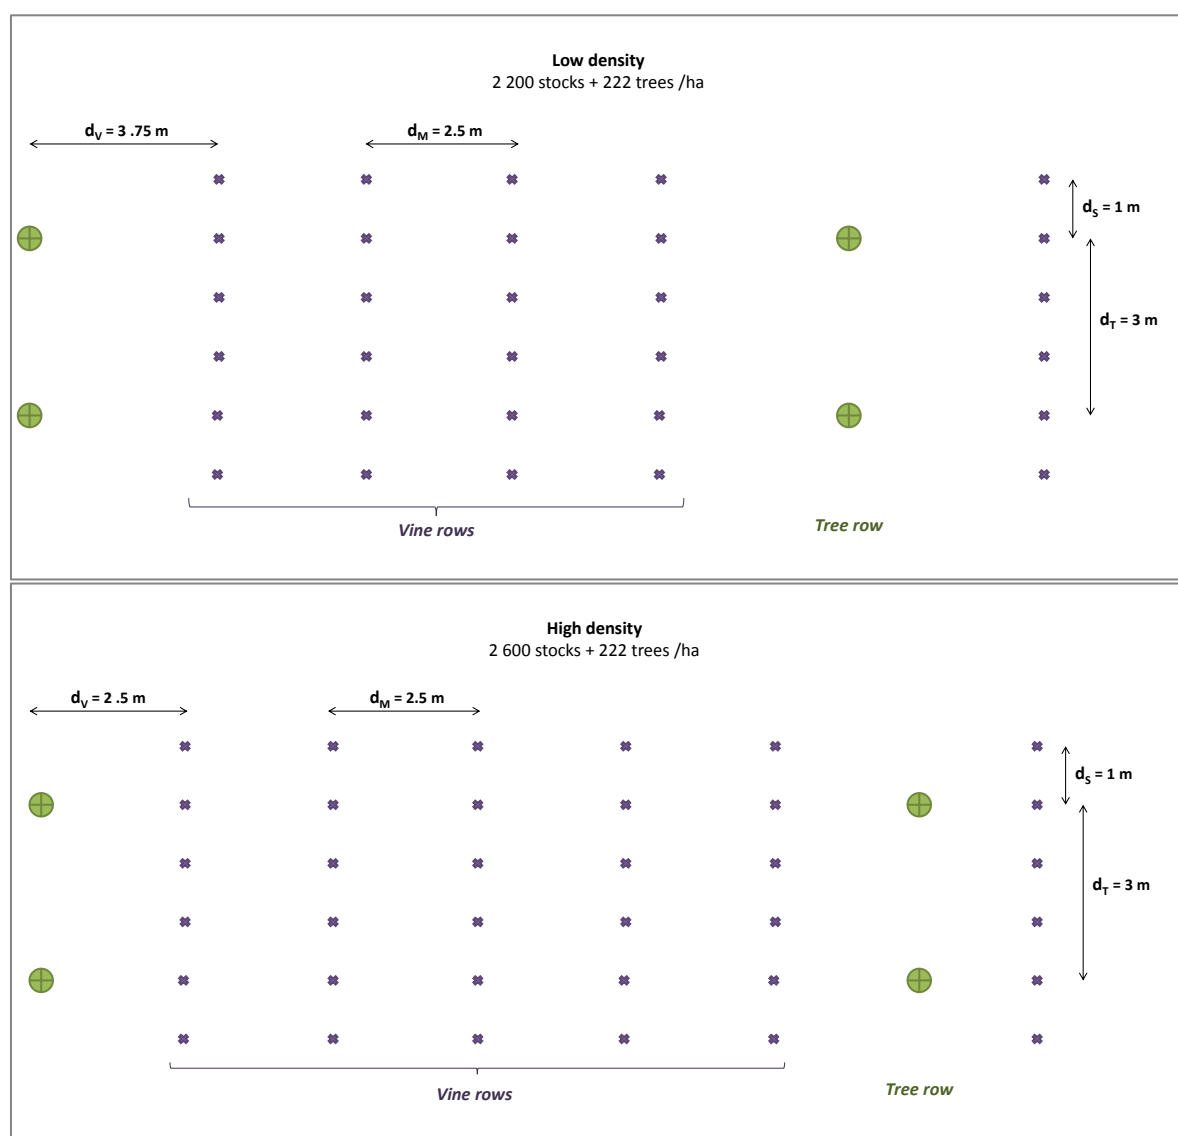 Low density
2 200 stocks + 222 trees /ha
dV = 3 .75 m
dM = 2.5 m
dS = 1 m
dT = 3 m
Vine rows
Tree row
High density
2 600 stocks + 222 trees /ha
dV = 2 .5 m
dM = 2.5 m
dS = 1 m
dT = 3 m
Vine rows
Tree row